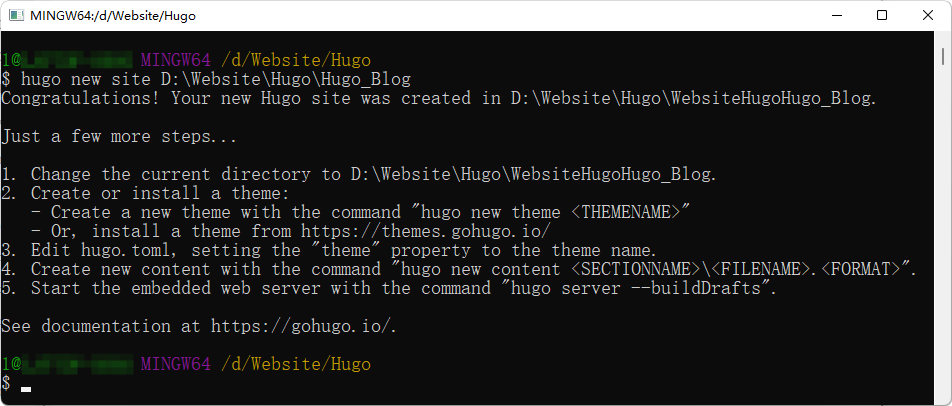 MINGW64:/d/Website/Hugo
1@ MINGW64 /d/Website/Hugo
$ hugo new site D:\Website\Hugo\Hugo_Blog
Congratulations! Your new Hugo site was created in D:\Website\Hugo\WebsiteHugoHugo_Blog.
Just a few more steps...
1. Change the current directory to D:\Website\Hugo\WebsiteHugoHugo_Blog.
2. Create or install a theme:
- Create a new theme with the command "hugo new theme <THEMENAME>"
- Or, install a theme from https://themes.gohugo.io/
3. Edit hugo.toml, setting the "theme" property to the theme name.
4. Create new content with the command "hugo new content <SECTIONNAME>\<FILENAME>.<FORMAT>".
5. Start the embedded web server with the command "hugo server --buildDrafts".
See documentation at https://gohugo.io/.
1@ MINGW64 /d/Website/Hugo
$